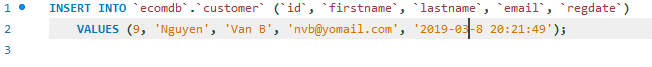 1 INSERT INTO `ecomdb`.`customer` (`id`, `firstname`, `lastname`, `email`, `regdate`)
2 VALUES (9, 'Nguyen', 'Van B', 'nvb@yomail.com', '2019-03-8 20:21:49');
3